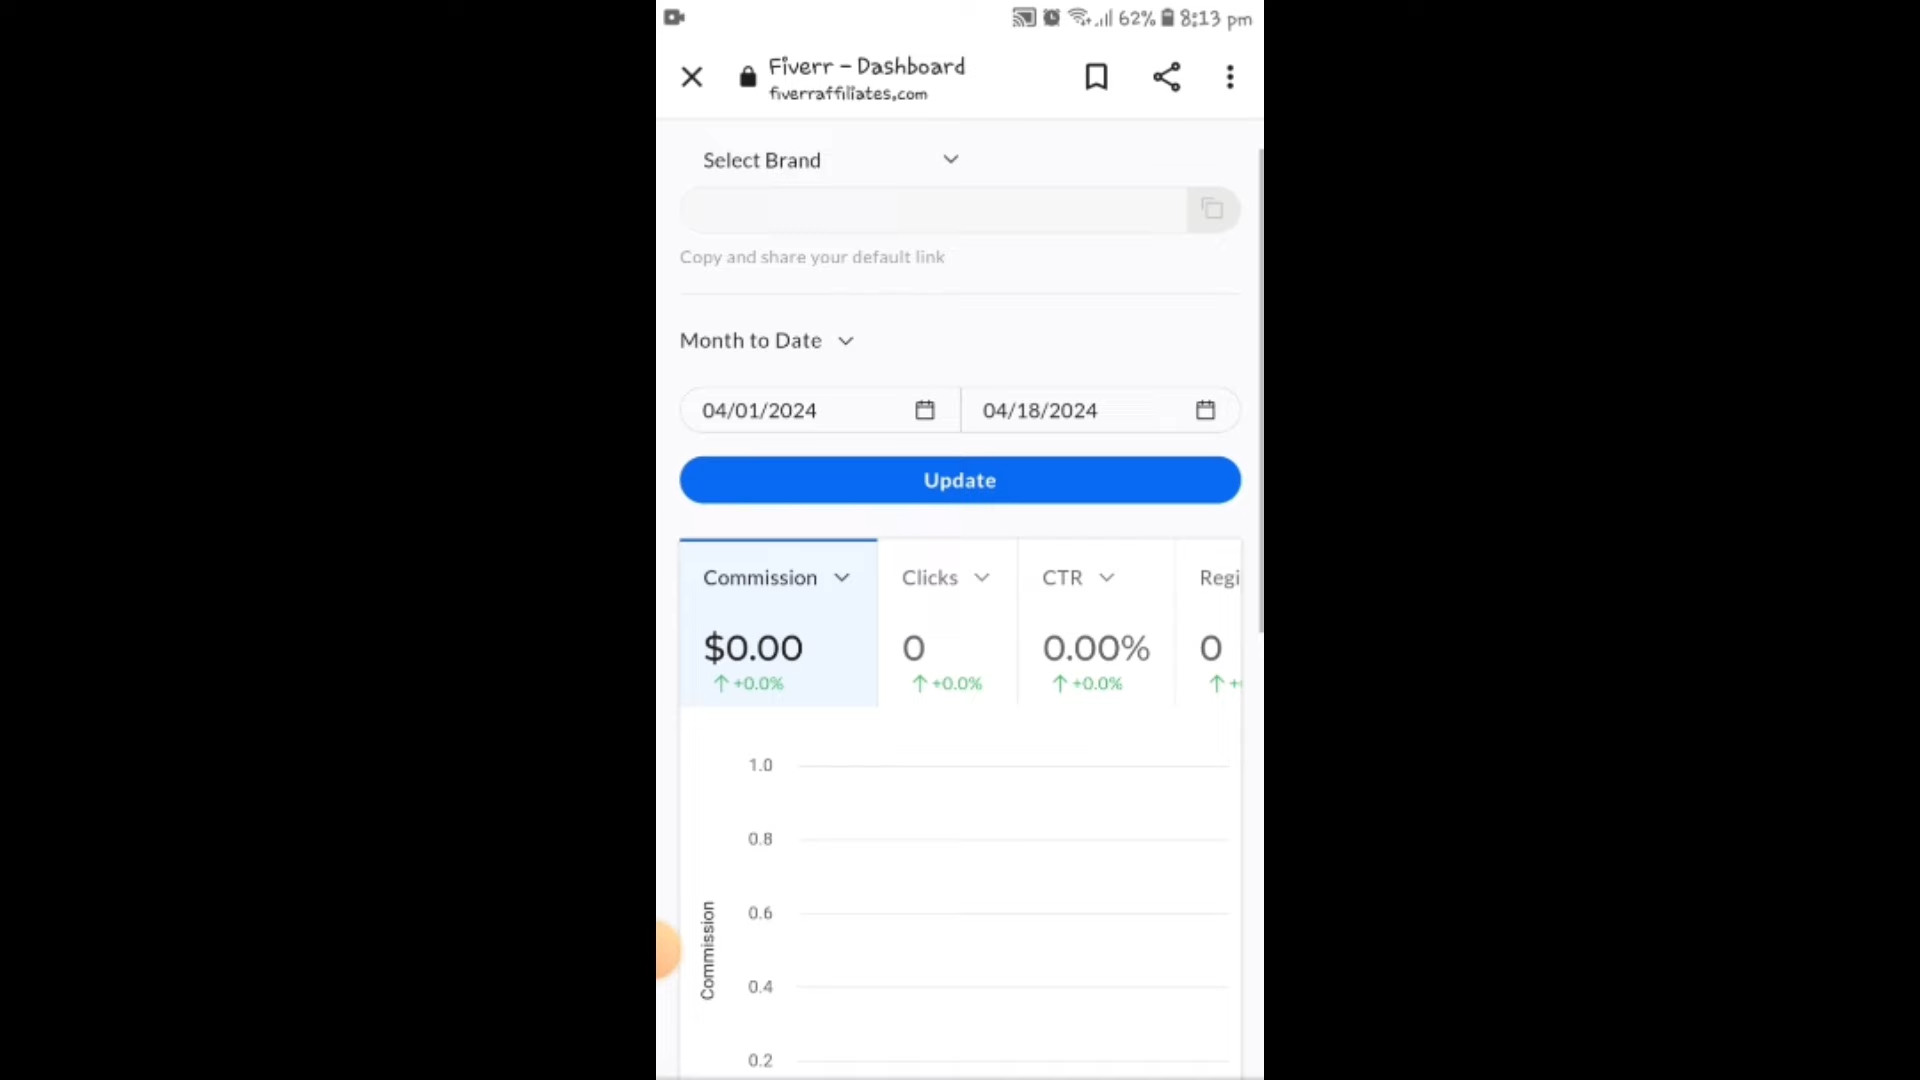 62% 8:13 pm
Fiverr - Dashboard
fiverraffiliates.com
Select Brand
Copy and share your default link
Month to Date
04/01/2024 04/18/2024
Update
Commission Clicks CTR Regi
$0.00 0 0.00% 0
+0.0% +0.0% +0.0% +
1.0
0.8
0.6
0.4
0.2
Commission